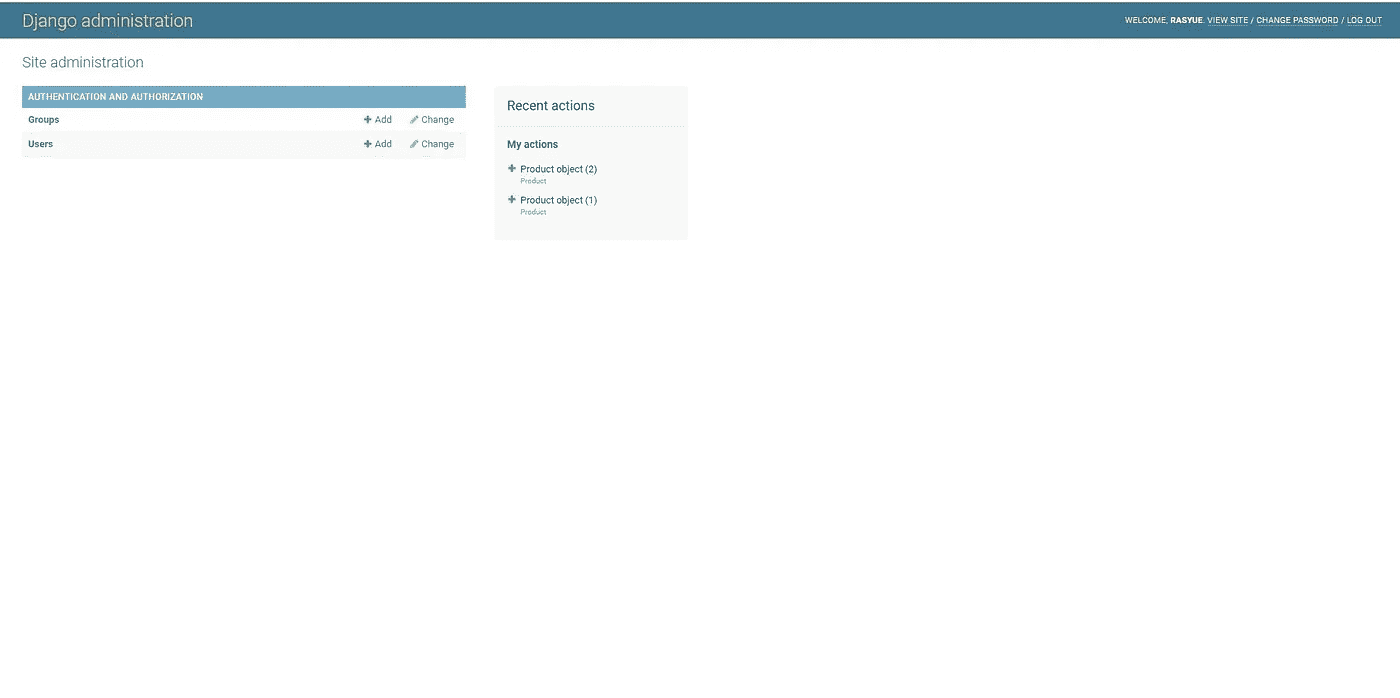 Django administration
WELCOME, RASYUE. VIEW SITE / CHANGE PASSWORD / LOG OUT
Site administration
AUTHENTICATION AND AUTHORIZATION
Groups Add Change
Users Add Change
Recent actions
My actions
Product object (2)
Product
Product object (1)
Product